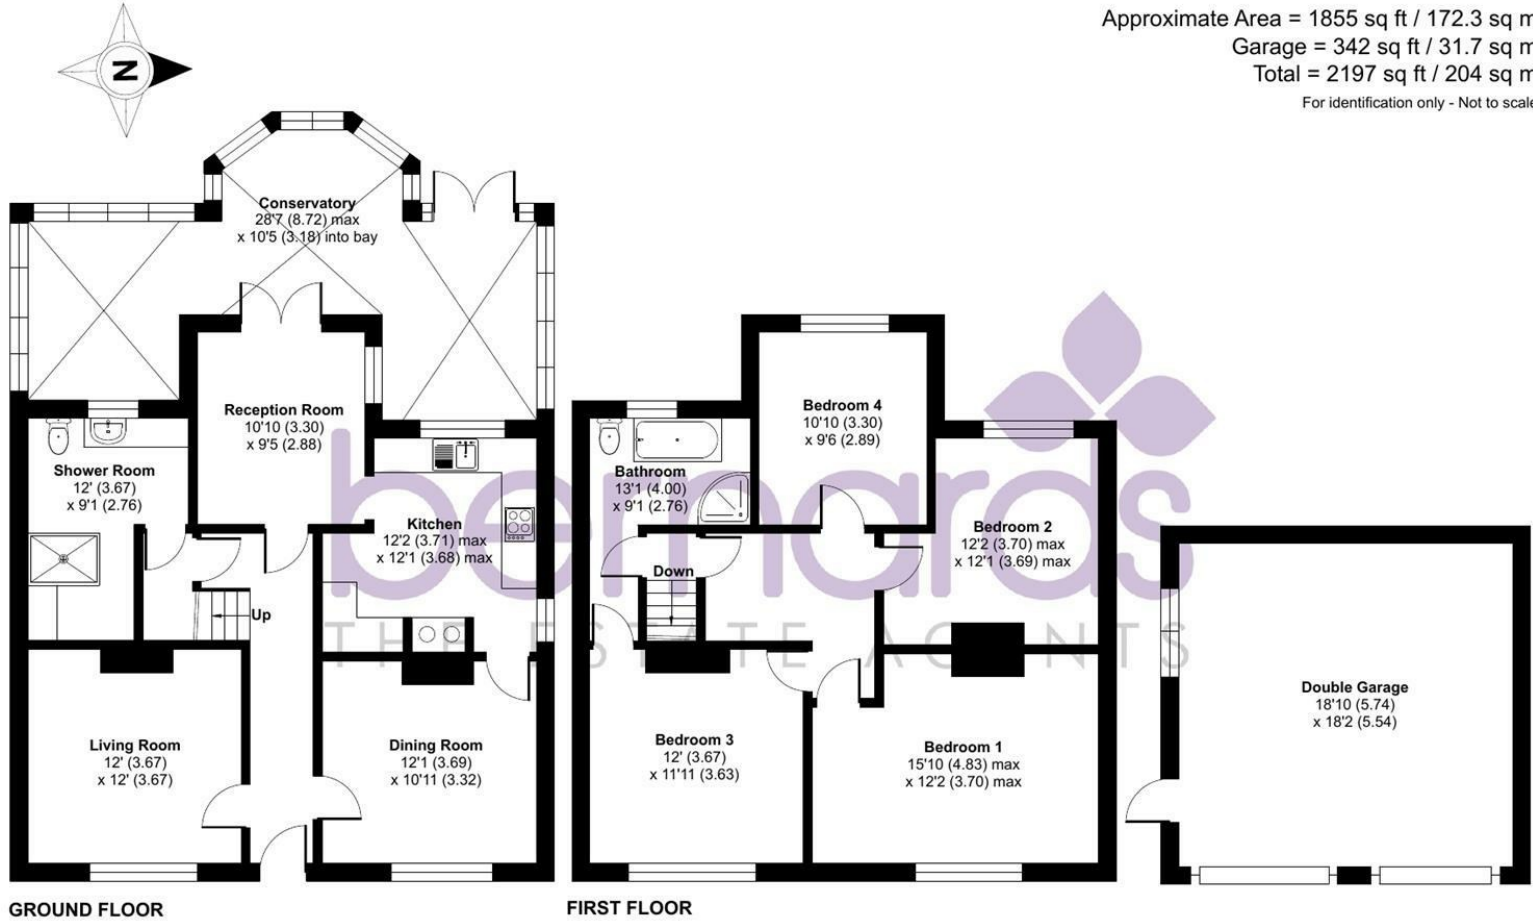 Approximate Area = 1855 sq ft / 172.3 sq m
Garage = 342 sq ft / 31.7 sq m
Total = 2197 sq ft / 204 sq m
For identification only - Not to scale
N
Conservatory
28'7 (8.72) max
x 10'5 (3.18) into bay
Reception Room
10'10 (3.30)
x 9'5 (2.88)
Shower Room
12' (3.67)
x 9'1 (2.76)
Kitchen
12'2 (3.71) max
x 12'1 (3.68) max
Up
Living Room
12' (3.67)
x 12' (3.67)
Dining Room
12'1 (3.69)
x 10'11 (3.32)
GROUND FLOOR
Bedroom 4
10'10 (3.30)
x 9'6 (2.89)
Bathroom
13'1 (4.00)
x 9'1 (2.76)
Bedroom 2
12'2 (3.70) max
x 12'1 (3.69) max
Down
Bedroom 3
12' (3.67)
x 11'11 (3.63)
Bedroom 1
15'10 (4.83) max
x 12'2 (3.70) max
FIRST FLOOR
Double Garage
18'10 (5.74)
x 18'2 (5.54)
bernards
THE ESTATE AGENTS